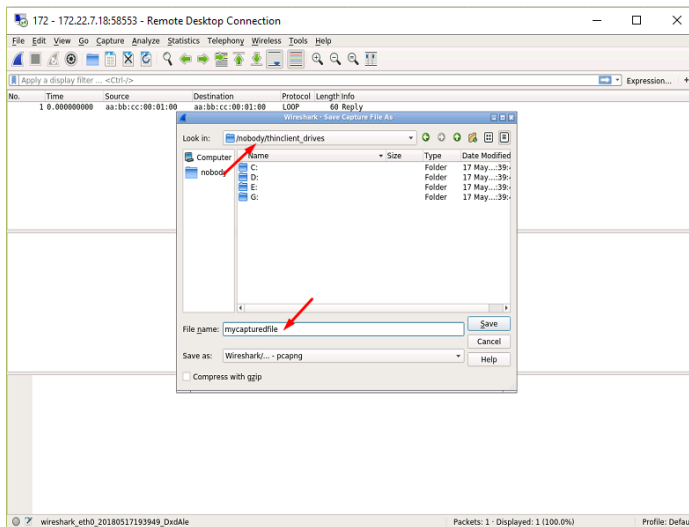 172 - 172.22.7.18:58553 - Remote Desktop Connection
File Edit View Go Capture Analyze Statistics Telephony Wireless Tools Help
Apply a display filter ... <Ctrl-/>
Expression... +
No. Time Source Destination Protocol Length Info
1 0.000000000 aa:bb:cc:00:01:00 aa:bb:cc:00:01:00 LOOP 60 Reply
Wireshark · Save Capture File As
Look in: /nobody/thinclient_drives
Computer
nobody
Name Size Type Date Modified
C: Folder 17 May...:39:
D: Folder 17 May...:39:
E: Folder 17 May...:39:
G: Folder 17 May...:39:
File name: mycapturedfile
Save
Cancel
Save as: Wireshark/... - pcapng
Help
Compress with gzip
wireshark_eth0_20180517193949_DxdAle Packets: 1 · Displayed: 1 (100.0%) Profile: Defau